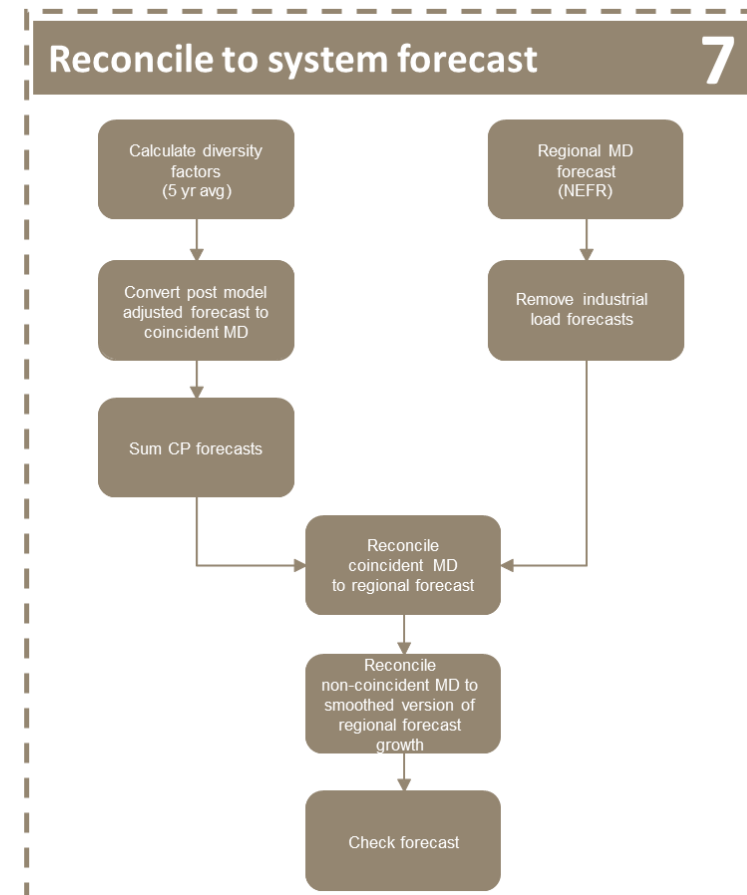 Reconcile to system forecast 7
Calculate diversity
factors
(5 yr avg)
Regional MD
forecast
(NEFR)
Convert post model
adjusted forecast to
coincident MD
Remove industrial
load forecasts
Sum CP forecasts
Reconcile
coincident MD
to regional forecast
Reconcile
non-coincident MD to
smoothed version of
regional forecast
growth
Check forecast